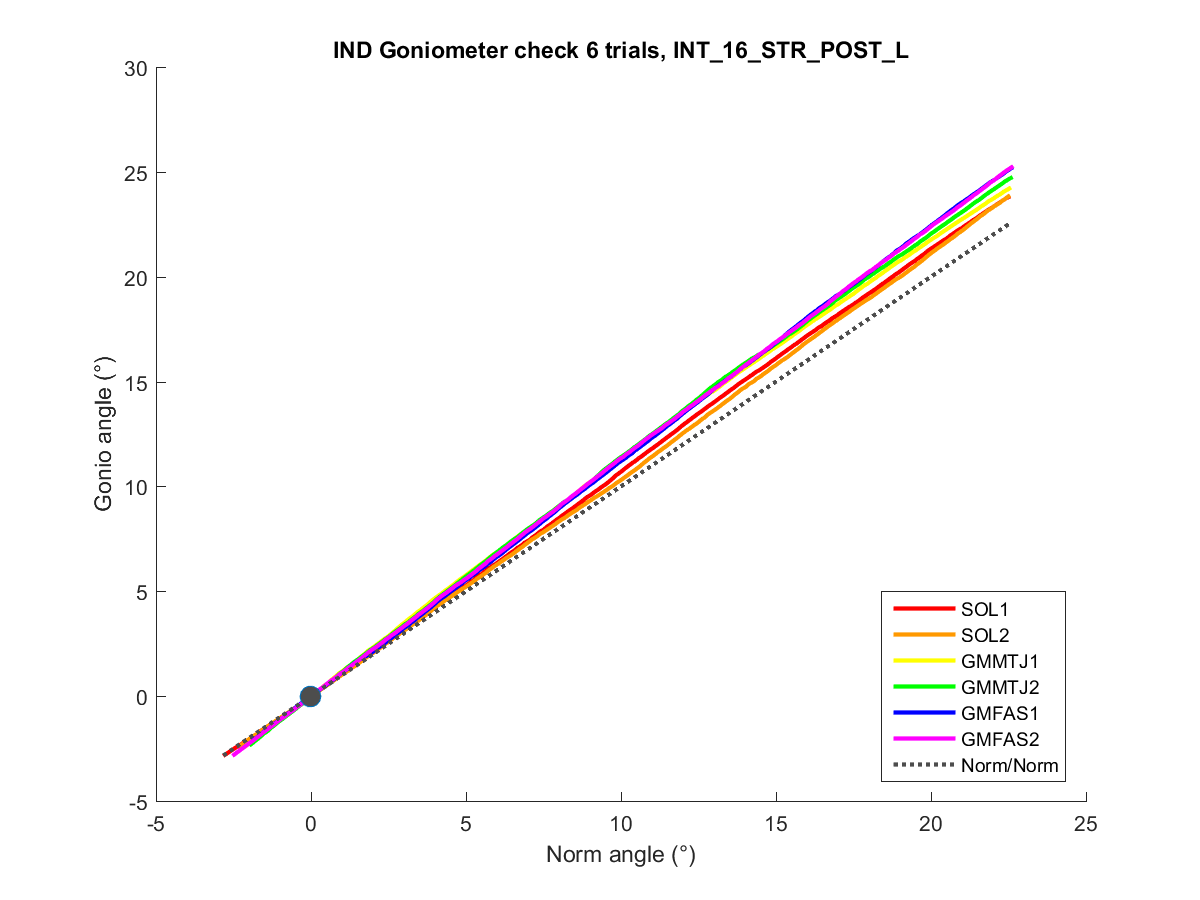 IND Goniometer check 6 trials, INT_16_STR_POST_L
30
25
20
15
10
5
0
-5
Gonio angle (°)
-5 0 5 10 15 20 25
Norm angle (°)
SOL1
SOL2
GMMTJ1
GMMTJ2
GMFAS1
GMFAS2
Norm/Norm